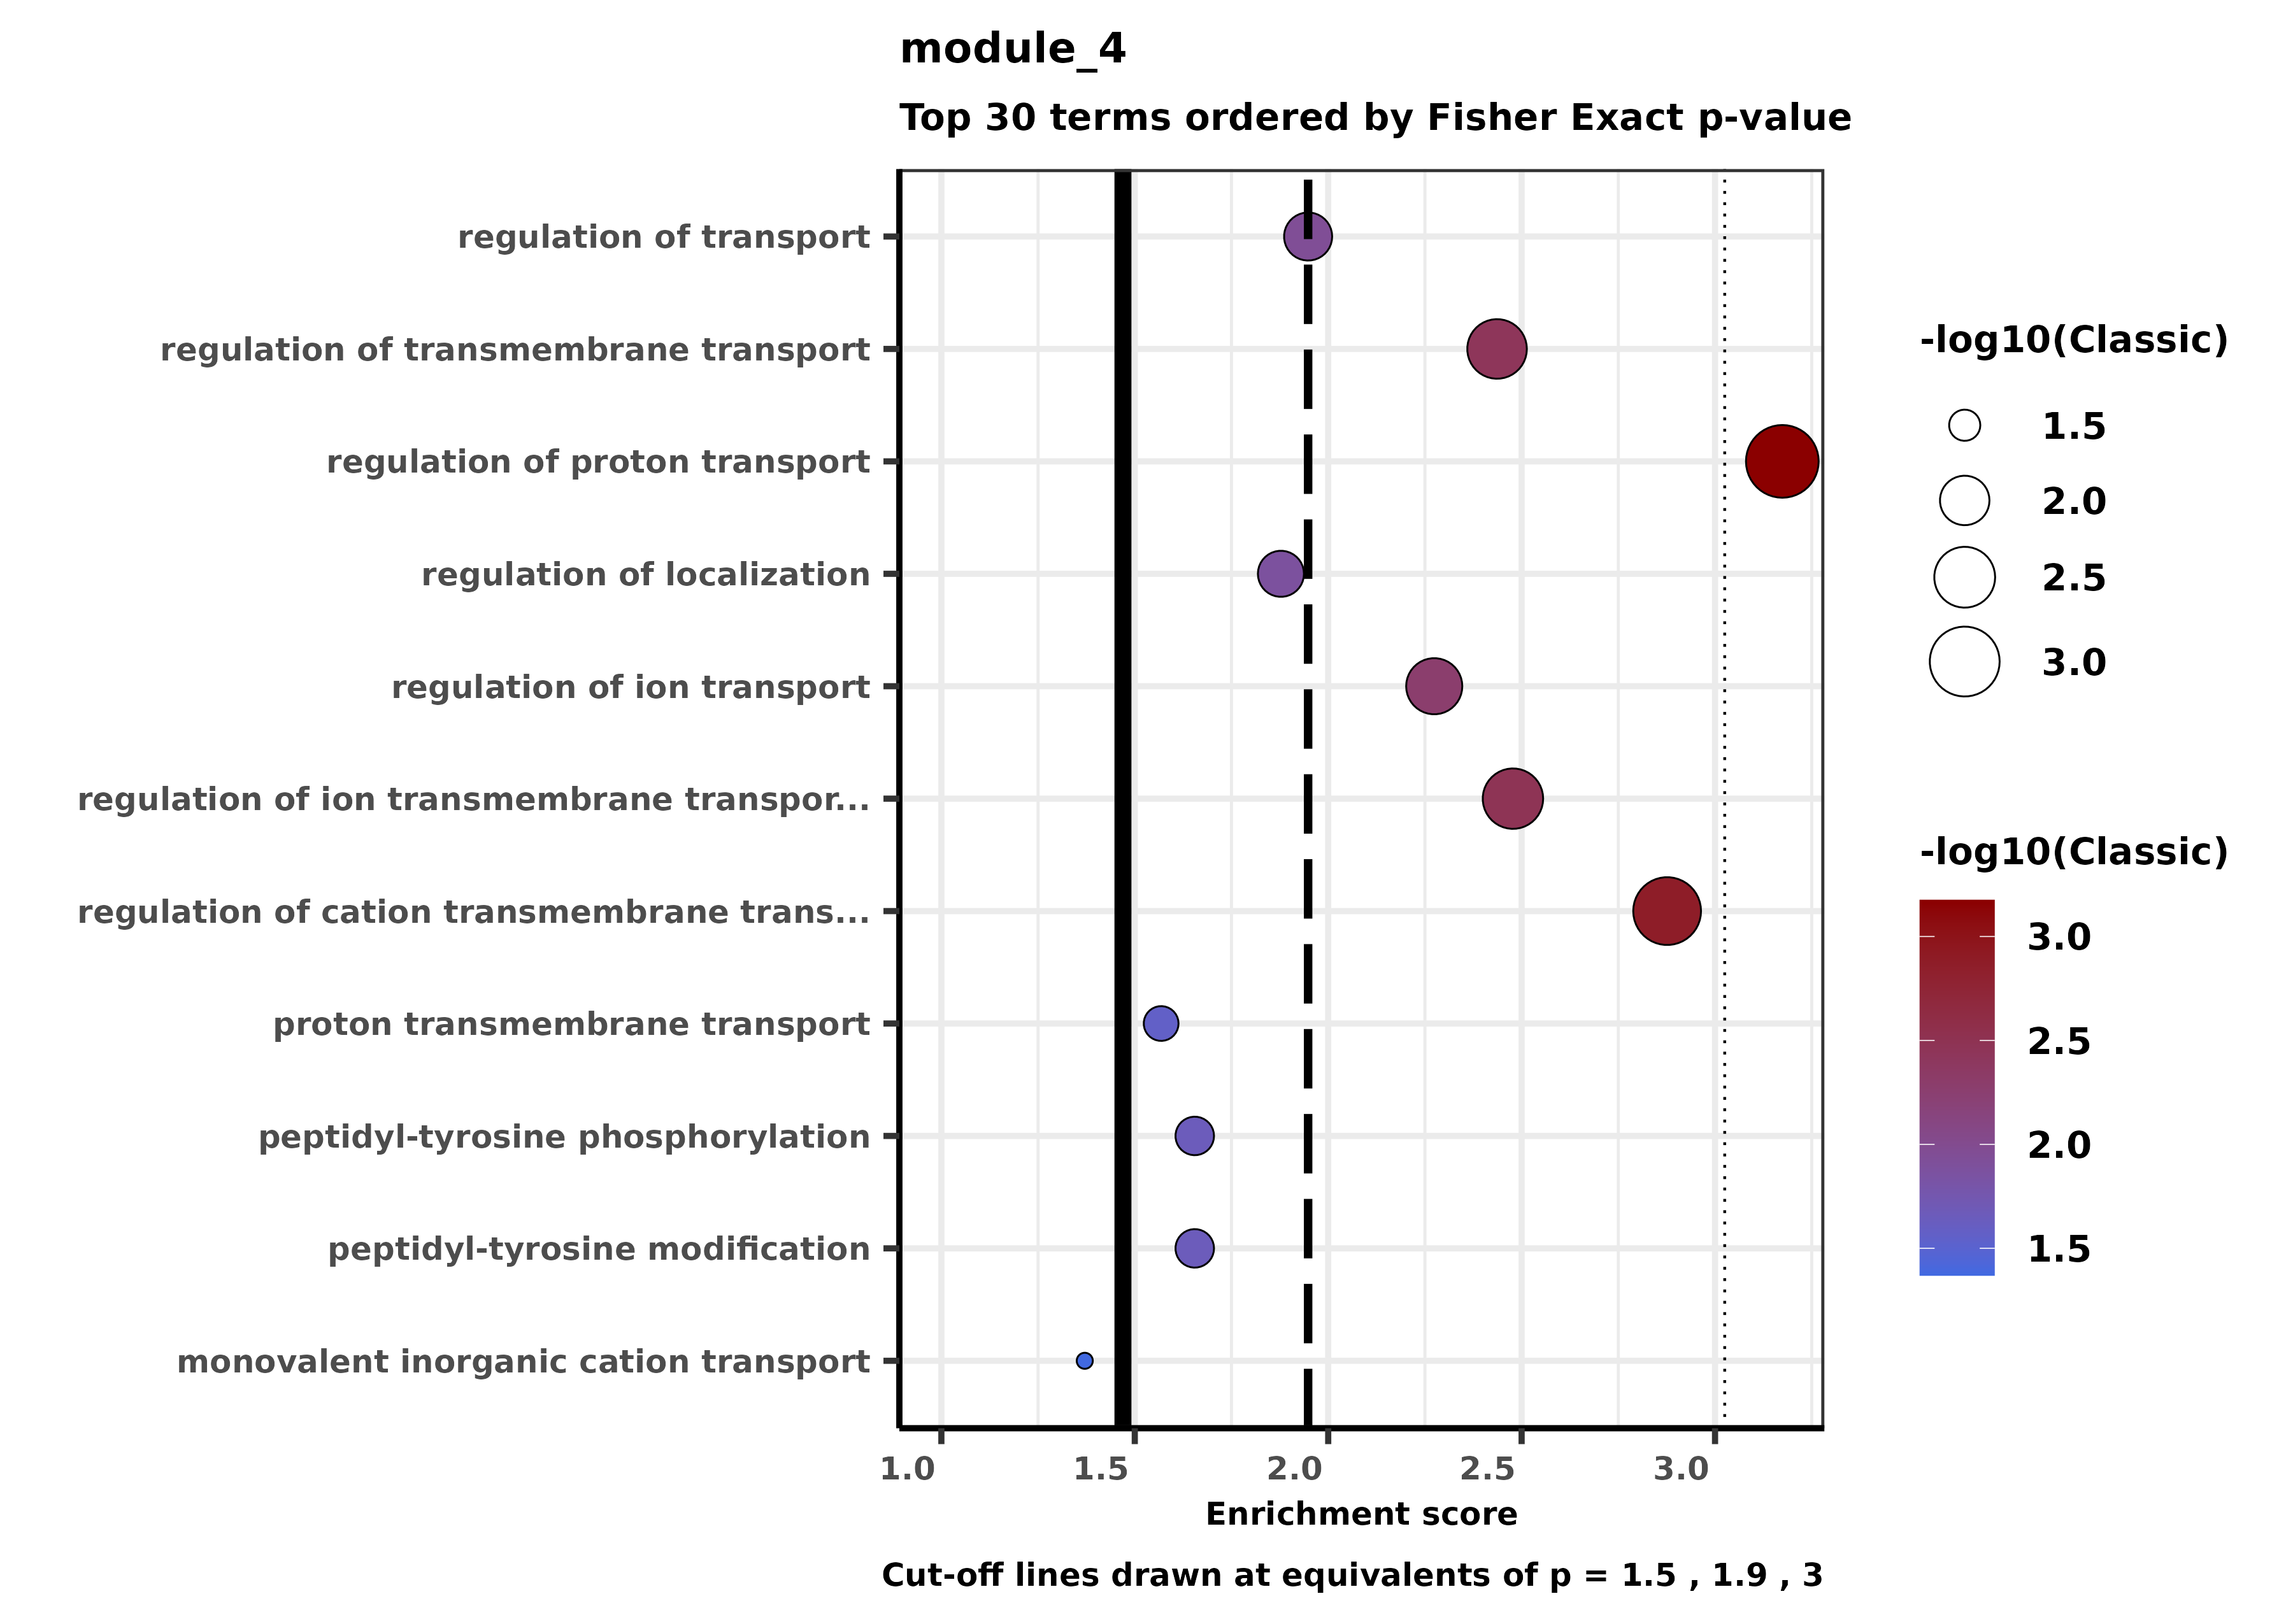 module_4
Top 30 terms ordered by Fisher Exact p-value
regulation of transport
regulation of transmembrane transport
regulation of proton transport
regulation of localization
regulation of ion transport
regulation of ion transmembrane transpor...
regulation of cation transmembrane trans...
proton transmembrane transport
peptidyl-tyrosine phosphorylation
peptidyl-tyrosine modification
monovalent inorganic cation transport
1.0 1.5 2.0 2.5 3.0
Enrichment score
Cut-off lines drawn at equivalents of p = 1.5 , 1.9 , 3
-log10(Classic)
1.5
2.0
2.5
3.0
-log10(Classic)
3.0
2.5
2.0
1.5